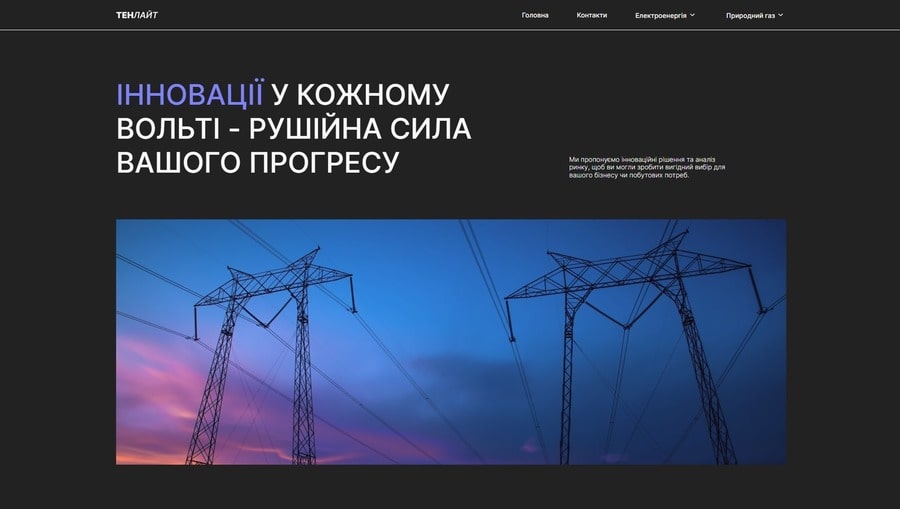 ТЕНЛАЙТ
Головна
Контакти
Електроенергія
Природний газ
ІННОВАЦІЇ У КОЖНОМУ
ВОЛЬТІ - РУШІЙНА СИЛА
ВАШОГО ПРОГРЕСУ
Ми пропонуємо інноваційні рішення та аналіз
ринку, щоб ви могли зробити вигідний вибір для
вашого бізнесу чи побутових потреб.